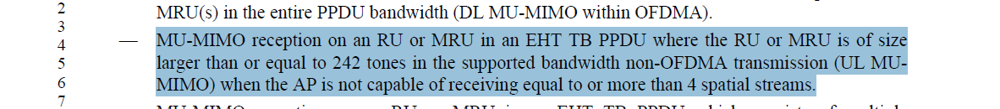 2
MRU(s) in the entire PPDU bandwidth (DL MU-MIMO within OFDMA).
3
4 — MU-MIMO reception on an RU or MRU in an EHT TB PPDU where the RU or MRU is of size
5 larger than or equal to 242 tones in the supported bandwidth non-OFDMA transmission (UL MU-
6 MIMO) when the AP is not capable of receiving equal to or more than 4 spatial streams.
7